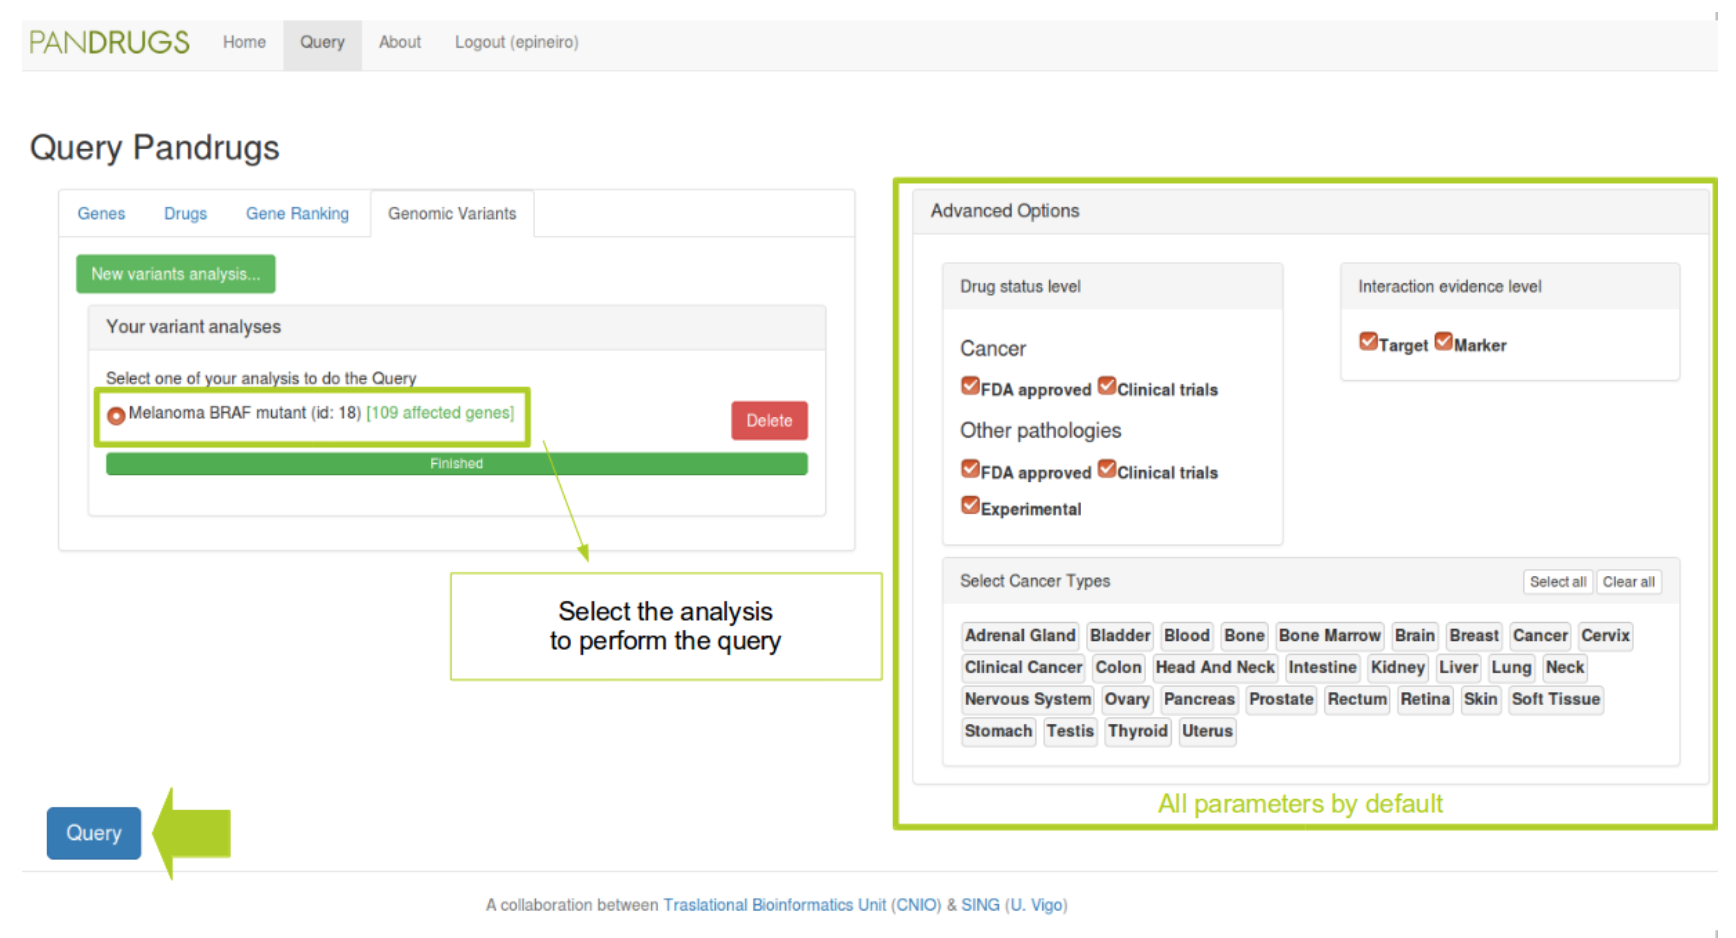 PANDRUGS Home Query About Logout (epineiro)
Query Pandrugs
Genes Drugs Gene Ranking Genomic Variants
New variants analysis...
Your variant analyses
Select one of your analysis to do the Query
Melanoma BRAF mutant (id: 18) [109 affected genes]
Delete
Finished
Select the analysis
to perform the query
Query
Advanced Options
Drug status level
Cancer
FDA approved Clinical trials
Other pathologies
FDA approved Clinical trials
Experimental
Interaction evidence level
Target Marker
Select Cancer Types Select all Clear all
Adrenal Gland Bladder Blood Bone Bone Marrow Brain Breast Cancer Cervix
Clinical Cancer Colon Head And Neck Intestine Kidney Liver Lung Neck
Nervous System Ovary Pancreas Prostate Rectum Retina Skin Soft Tissue
Stomach Testis Thyroid Uterus
All parameters by default
A collaboration between Traslational Bioinformatics Unit (CNIO) & SING (U. Vigo)